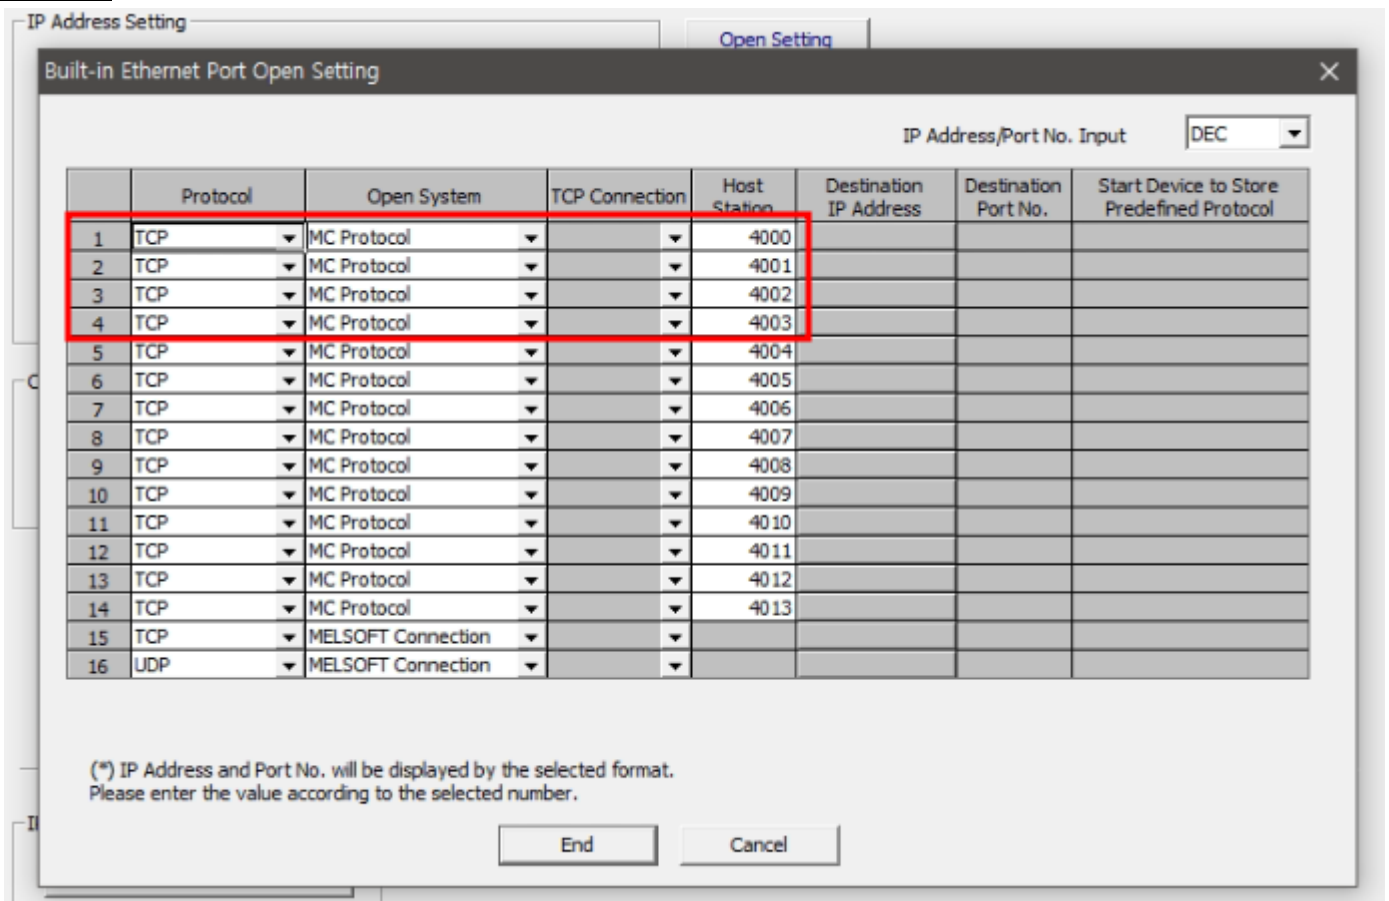 IP Address Setting
Open Setting
Built-in Ethernet Port Open Setting
IP Address/Port No. Input DEC
Protocol Open System TCP Connection Host Station Destination IP Address Destination Port No. Start Device to Store Predefined Protocol
1 TCP MC Protocol 4000
2 TCP MC Protocol 4001
3 TCP MC Protocol 4002
4 TCP MC Protocol 4003
5 TCP MC Protocol 4004
6 TCP MC Protocol 4005
7 TCP MC Protocol 4006
8 TCP MC Protocol 4007
9 TCP MC Protocol 4008
10 TCP MC Protocol 4009
11 TCP MC Protocol 4010
12 TCP MC Protocol 4011
13 TCP MC Protocol 4012
14 TCP MC Protocol 4013
15 TCP MELSOFT Connection
16 UDP MELSOFT Connection
(*) IP Address and Port No. will be displayed by the selected format.
Please enter the value according to the selected number.
End Cancel